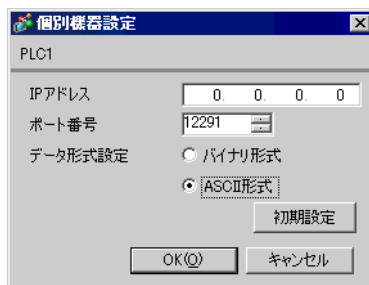 個別機器設定
PLC1
IPアドレス 0. 0. 0. 0
ポート番号 12291
データ形式設定 バイナリ形式
ASCII形式
初期設定
OK(O) キャンセル